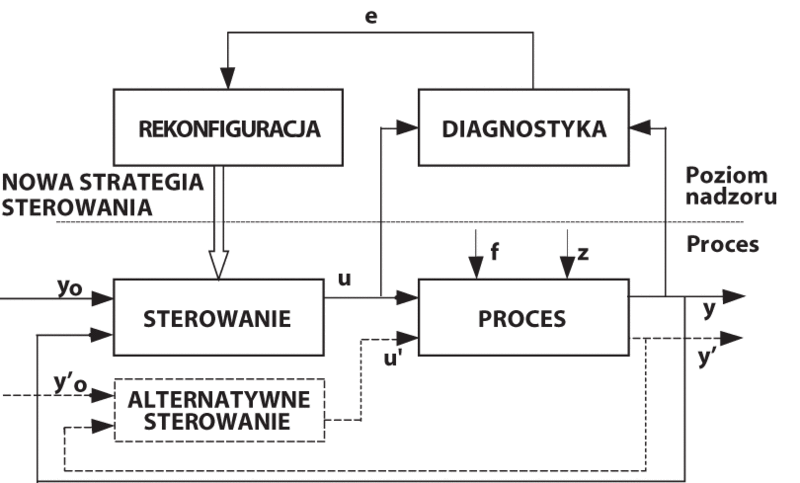 e
REKONFIGURACJA
DIAGNOSTYKA
NOWA STRATEGIA
STEROWANIA
Poziom
nadzoru
f
z
Proces
yo
u
STEROWANIE
PROCES
y
u'
y'
y'o
ALTERNATYWNE
STEROWANIE